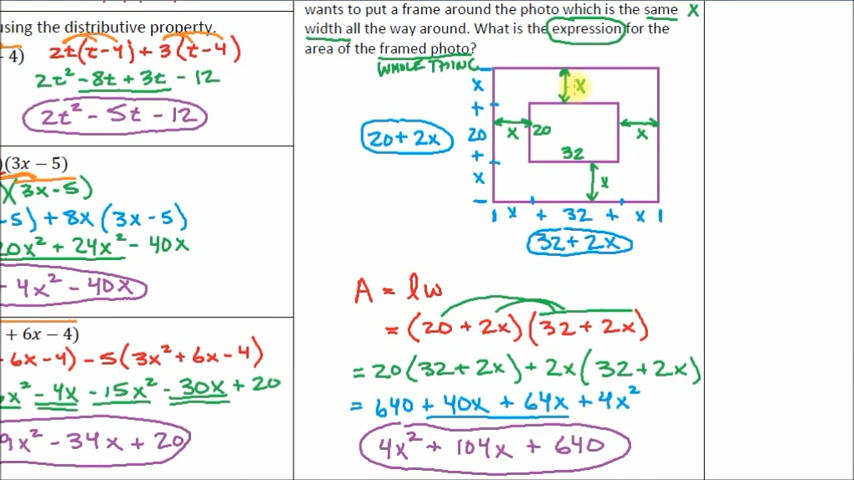 using the distributive property.
- 4)
2t(t-4) + 3(t-4)
2t² - 8t + 3t - 12
2t² - 5t - 12
)(3x - 5)
)(3x-5)
-5) + 8x(3x-5)
20x² + 24x² - 40x
4x² - 40x
+ 6x - 4)
6x-4) - 5(3x² + 6x - 4)
x² - 4x - 15x² - 30x + 20
9x² - 34x + 20
wants to put a frame around the photo which is the same x
width all the way around. What is the expression for the
area of the framed photo?
WHOLE THING
x
+
20
+
x
20 + 2x
x
x
20
x
32
x
x + 32 + x
32 + 2x
A = lw
= (20 + 2x)(32 + 2x)
= 20(32 + 2x) + 2x(32 + 2x)
= 640 + 40x + 64x + 4x²
4x² + 104x + 640